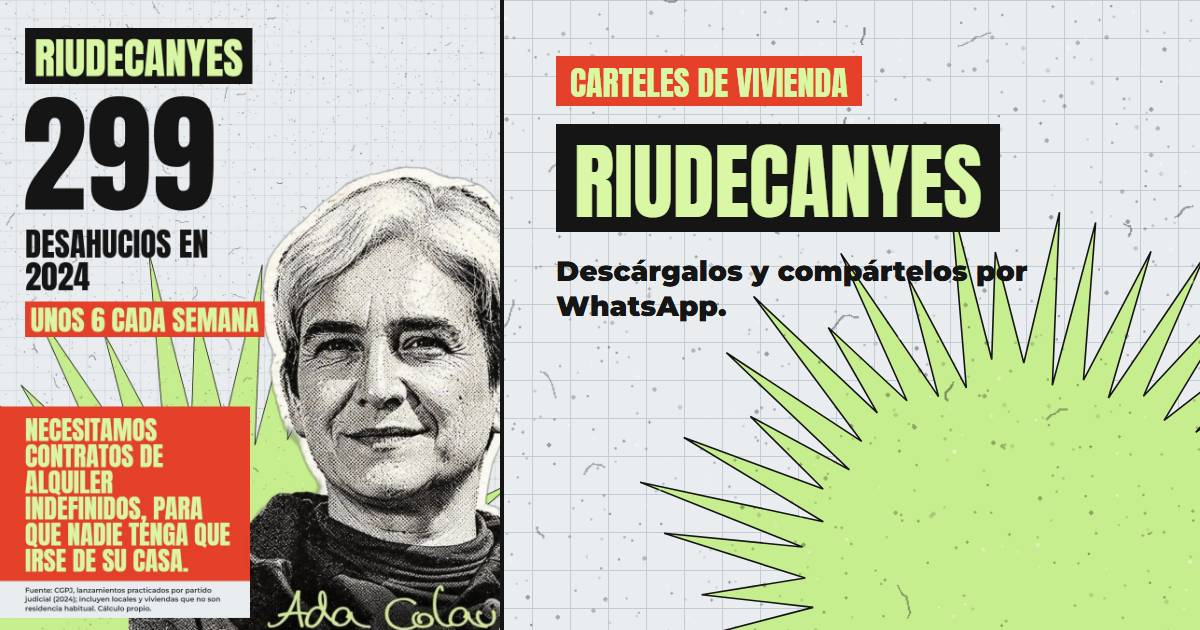 RIUDECANYES
299
DESAHUCIOS EN
2024
UNOS 6 CADA SEMANA
NECESITAMOS
CONTRATOS DE
ALQUILER
INDEFINIDOS, PARA
QUE NADIE TENGA QUE
IRSE DE SU CASA.
Fuente: CGPJ, lanzamientos practicados por partido
judicial (2024); incluyen locales y viviendas que no son
residencia habitual. Cálculo propio.
Ada Colau
CARTELES DE VIVIENDA
RIUDECANYES
Descárgalos y compártelos por
WhatsApp.